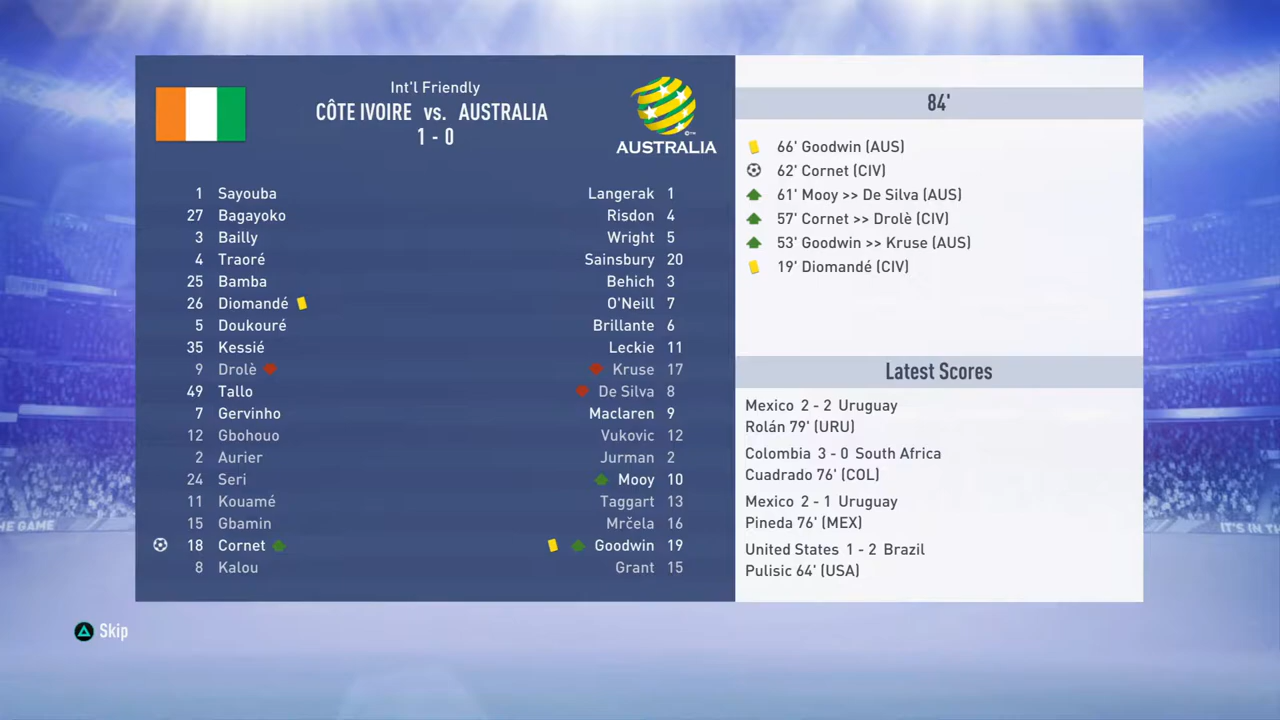 Int'l Friendly
CÔTE IVOIRE vs. AUSTRALIA
1 - 0
AUSTRALIA
1 Sayouba Langerak 1
27 Bagayoko Risdon 4
3 Bailly Wright 5
4 Traoré Sainsbury 20
25 Bamba Behich 3
26 Diomandé O'Neill 7
5 Doukouré Brillante 6
35 Kessié Leckie 11
9 Drolè Kruse 17
49 Tallo De Silva 8
7 Gervinho Maclaren 9
12 Gbohouo Vukovic 12
2 Aurier Jurman 2
24 Seri Mooy 10
11 Kouamé Taggart 13
15 Gbamin Mrčela 16
18 Cornet Goodwin 19
8 Kalou Grant 15
84'
66' Goodwin (AUS)
62' Cornet (CIV)
61' Mooy >> De Silva (AUS)
57' Cornet >> Drolè (CIV)
53' Goodwin >> Kruse (AUS)
19' Diomandé (CIV)
Latest Scores
Mexico 2 - 2 Uruguay
Rolán 79' (URU)
Colombia 3 - 0 South Africa
Cuadrado 76' (COL)
Mexico 2 - 1 Uruguay
Pineda 76' (MEX)
United States 1 - 2 Brazil
Pulisic 64' (USA)
HE GAME
IT'S IN T
Skip